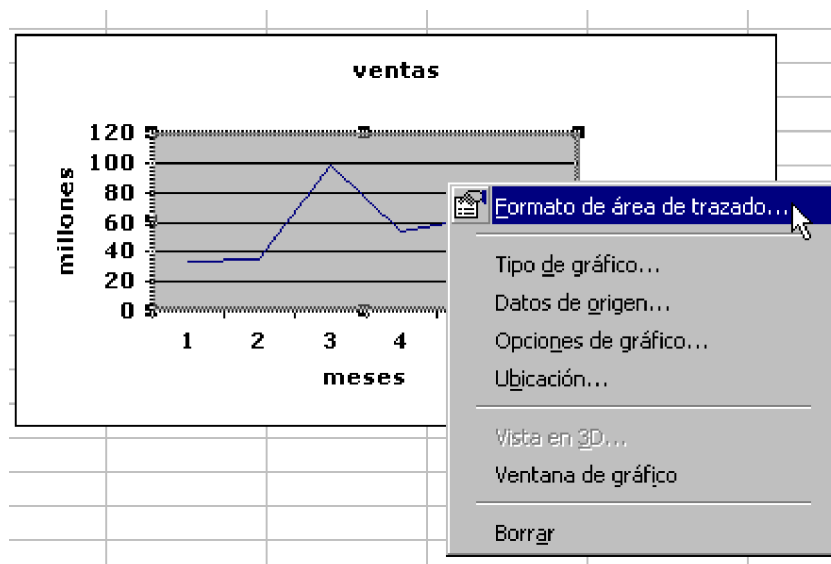 ventas
120
100
80
60
40
20
0
millones
1 2 3 4
meses
Formato de área de trazado...
Tipo de gráfico...
Datos de origen...
Opciones de gráfico...
Ubicación...
Vista en 3D...
Ventana de gráfico
Borrar